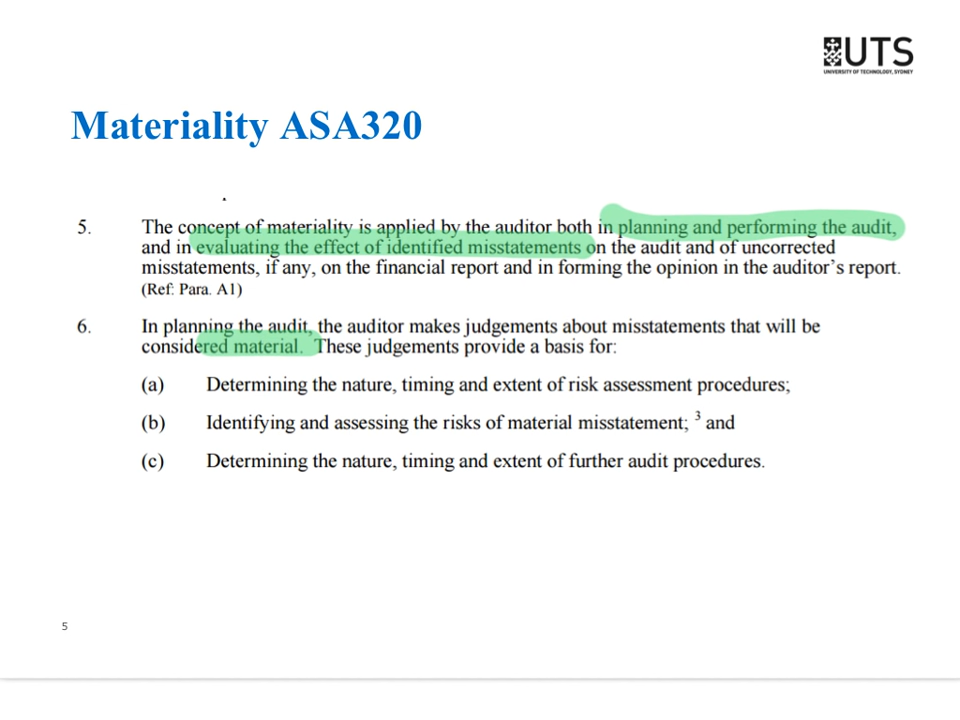 UTS
UNIVERSITY OF TECHNOLOGY, SYDNEY
Materiality ASA320
5. The concept of materiality is applied by the auditor both in planning and performing the audit,
and in evaluating the effect of identified misstatements on the audit and of uncorrected
misstatements, if any, on the financial report and in forming the opinion in the auditor's report.
(Ref: Para. A1)
6. In planning the audit, the auditor makes judgements about misstatements that will be
considered material. These judgements provide a basis for:
(a) Determining the nature, timing and extent of risk assessment procedures;
(b) Identifying and assessing the risks of material misstatement; 3 and
(c) Determining the nature, timing and extent of further audit procedures.
5